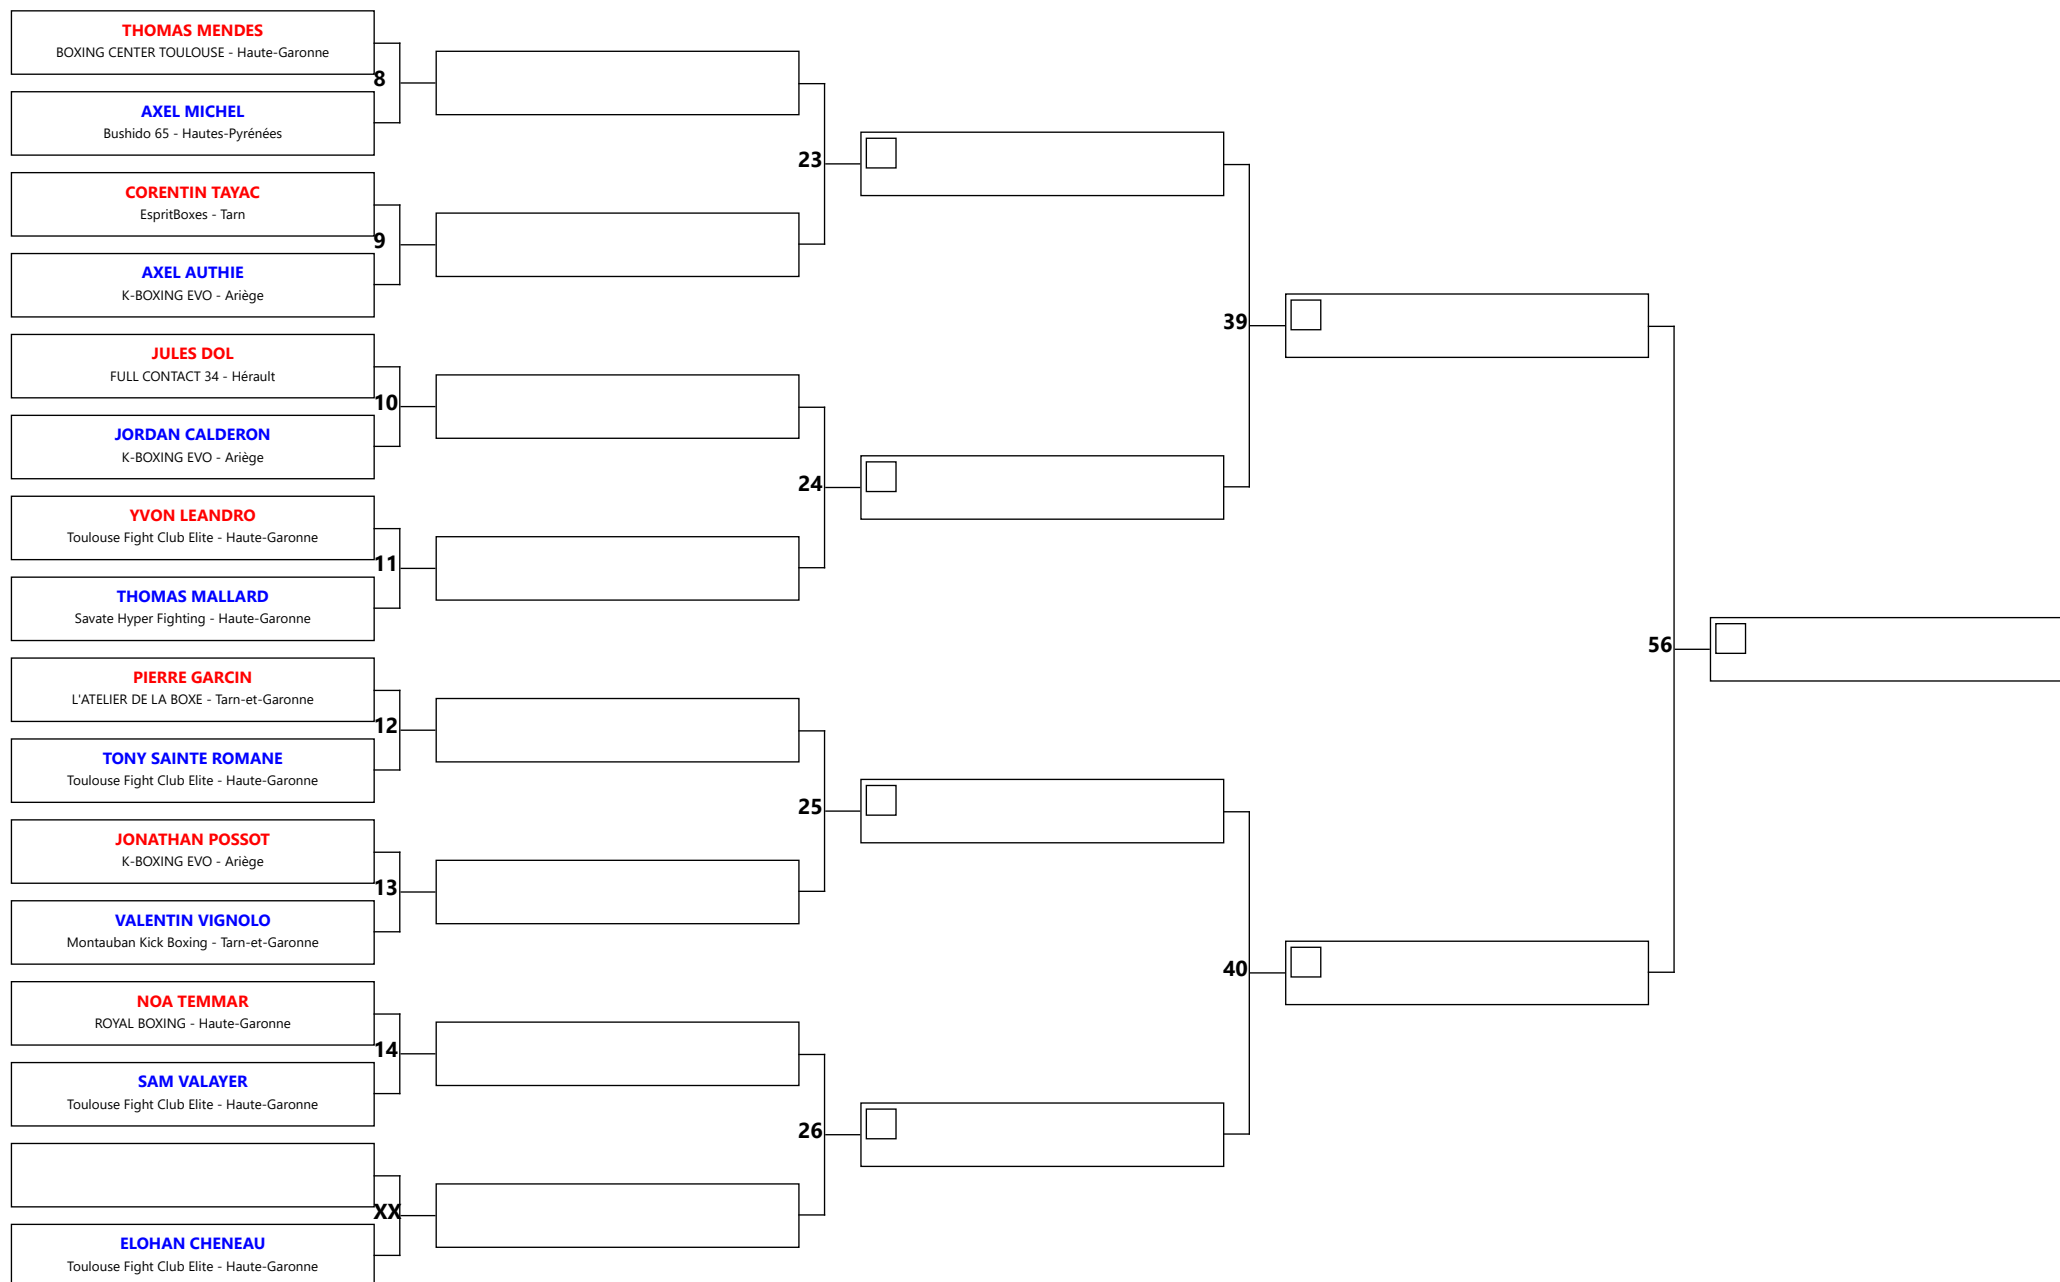 THOMAS MENDES
BOXING CENTER TOULOUSE - Haute-Garonne
8
AXEL MICHEL
Bushido 65 - Hautes-Pyrénées
23
CORENTIN TAYAC
EspritBoxes - Tarn
9
AXEL AUTHIE
K-BOXING EVO - Ariège
39
JULES DOL
FULL CONTACT 34 - Hérault
10
JORDAN CALDERON
K-BOXING EVO - Ariège
24
YVON LEANDRO
Toulouse Fight Club Elite - Haute-Garonne
11
THOMAS MALLARD
Savate Hyper Fighting - Haute-Garonne
56
PIERRE GARCIN
L'ATELIER DE LA BOXE - Tarn-et-Garonne
12
TONY SAINTE ROMANE
Toulouse Fight Club Elite - Haute-Garonne
25
JONATHAN POSSOT
K-BOXING EVO - Ariège
13
VALENTIN VIGNOLO
Montauban Kick Boxing - Tarn-et-Garonne
40
NOA TEMMAR
ROYAL BOXING - Haute-Garonne
14
SAM VALAYER
Toulouse Fight Club Elite - Haute-Garonne
26
XX
ELOHAN CHENEAU
Toulouse Fight Club Elite - Haute-Garonne